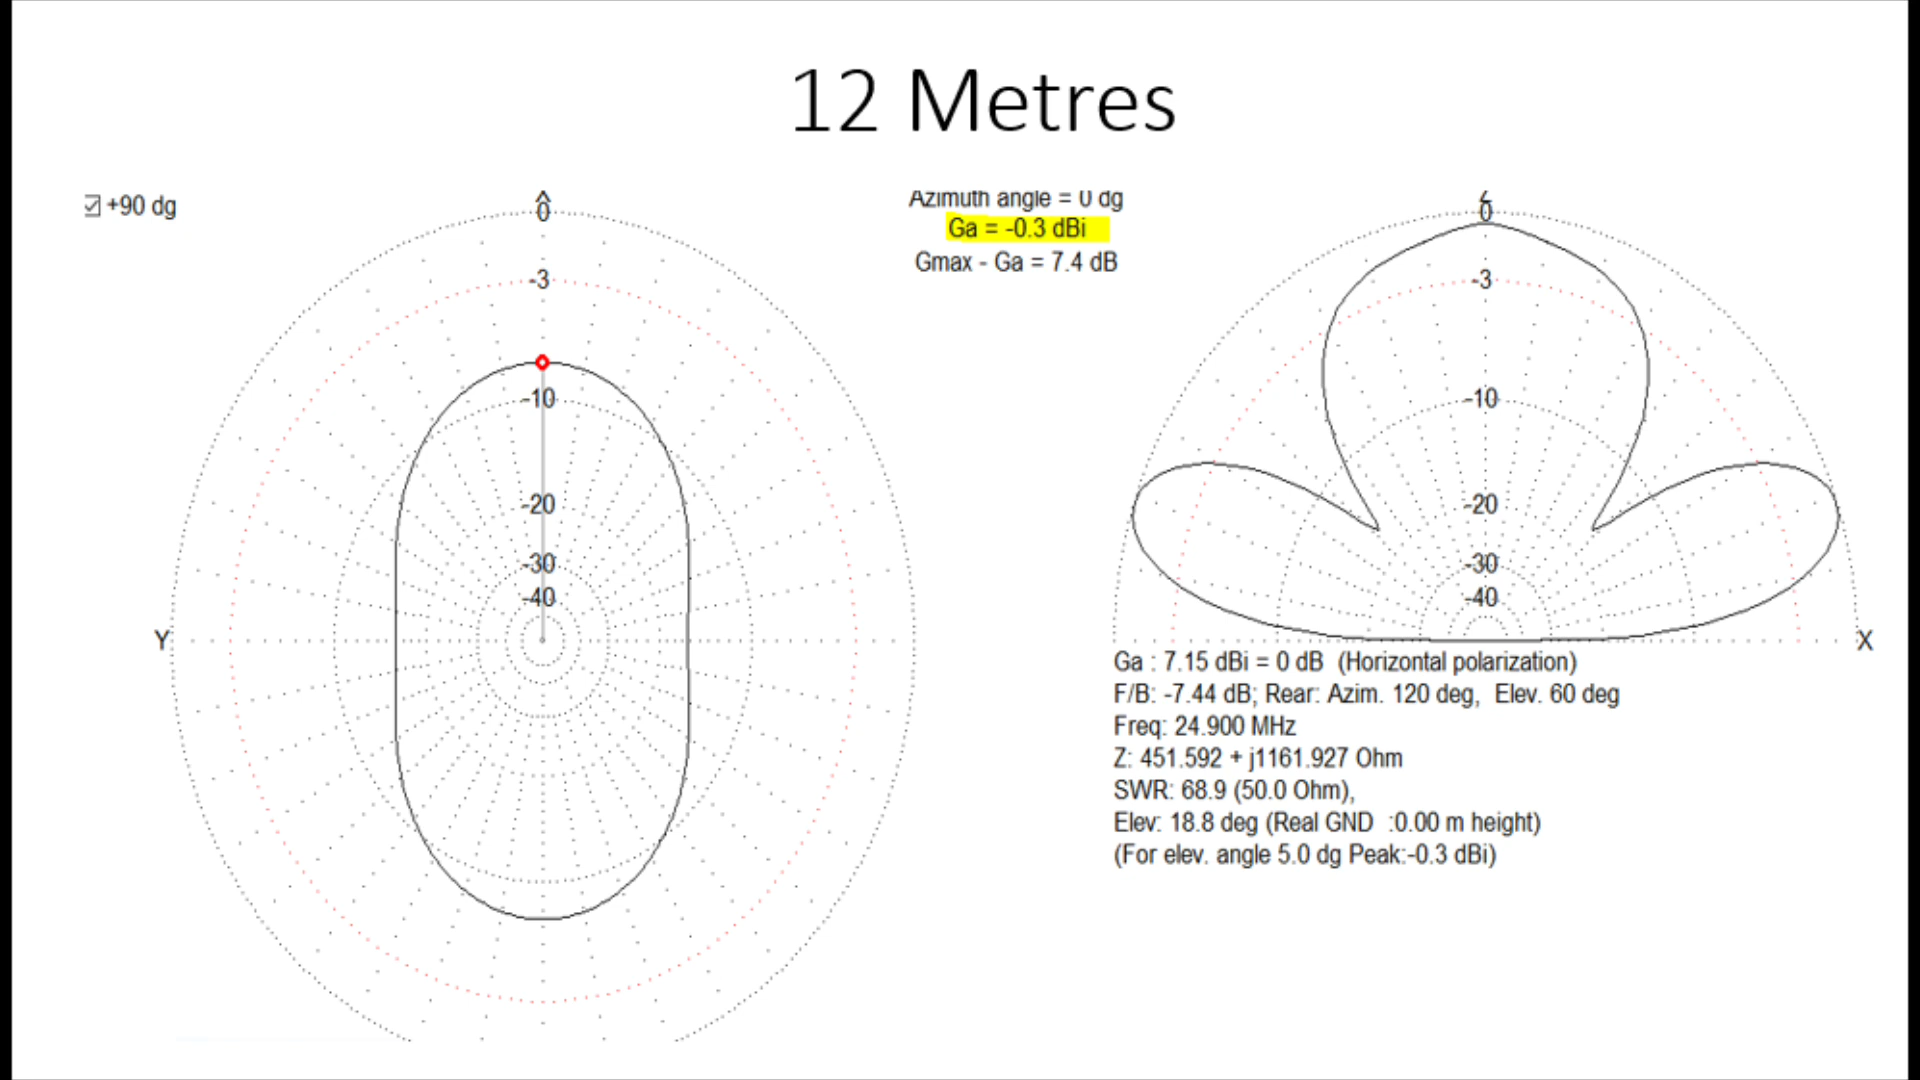 12 Metres
+90 dg
Azimuth angle = 0 dg
Ga = -0.3 dBi
Gmax - Ga = 7.4 dB
0
-3
-10
-20
-30
-40
Y
0
-3
-10
-20
-30
-40
X
Ga : 7.15 dBi = 0 dB (Horizontal polarization)
F/B: -7.44 dB; Rear: Azim. 120 deg, Elev. 60 deg
Freq: 24.900 MHz
Z: 451.592 + j1161.927 Ohm
SWR: 68.9 (50.0 Ohm),
Elev: 18.8 deg (Real GND :0.00 m height)
(For elev. angle 5.0 dg Peak:-0.3 dBi)